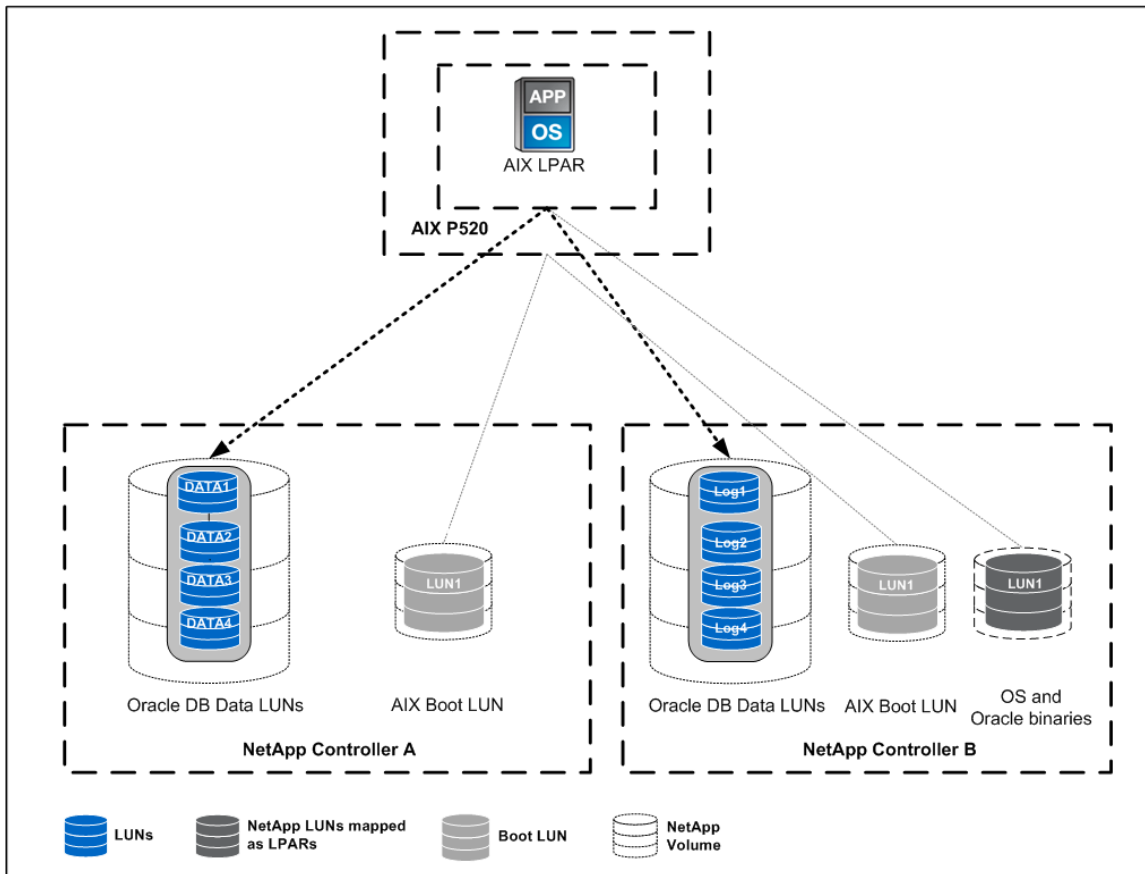 APP
OS
AIX LPAR
AIX P520
DATA1
DATA2
DATA3
DATA4
LUN1
Oracle DB Data LUNs
AIX Boot LUN
NetApp Controller A
Log1
Log2
Log3
Log4
LUN1
LUN1
Oracle DB Data LUNs
AIX Boot LUN
OS and
Oracle binaries
NetApp Controller B
LUNs
NetApp LUNs mapped
as LPARs
Boot LUN
NetApp
Volume